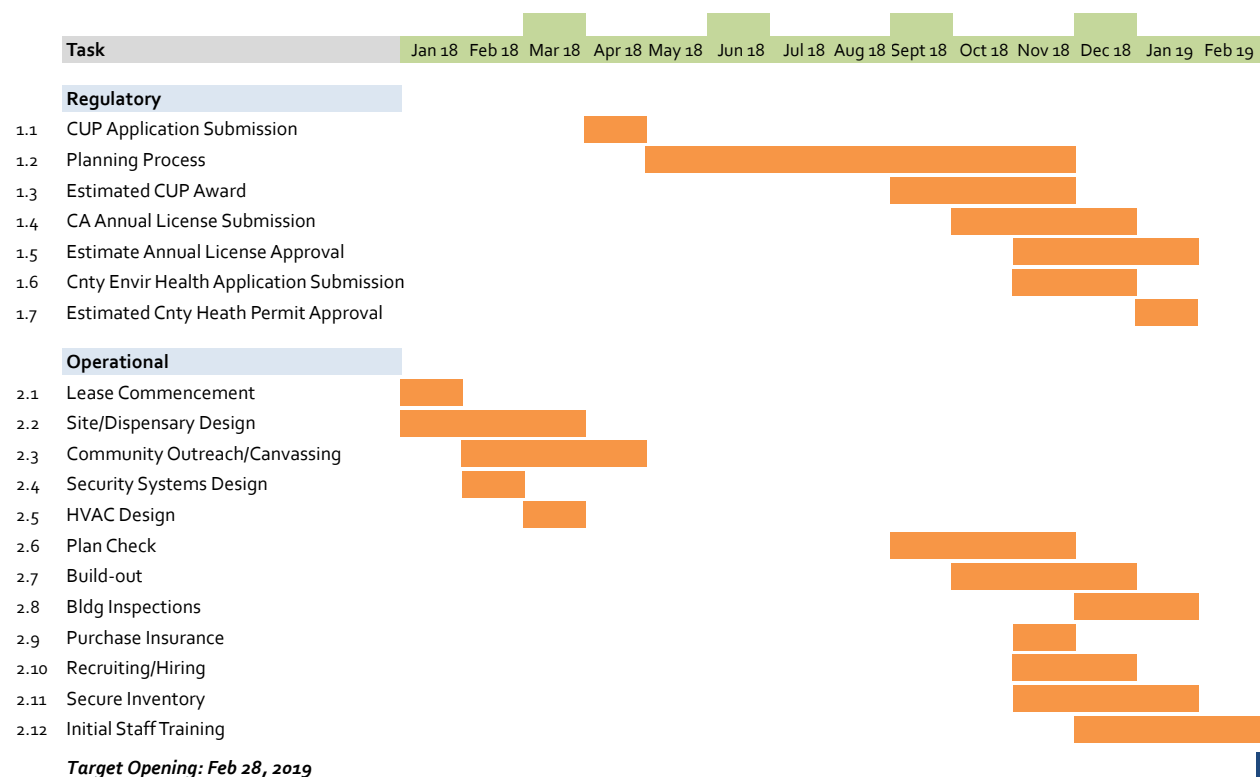 Task Jan 18 Feb 18 Mar 18 Apr 18 May 18 Jun 18 Jul 18 Aug 18 Sept 18 Oct 18 Nov 18 Dec 18 Jan 19 Feb 19
Regulatory
1.1 CUP Application Submission
1.2 Planning Process
1.3 Estimated CUP Award
1.4 CA Annual License Submission
1.5 Estimate Annual License Approval
1.6 Cnty Envir Health Application Submission
1.7 Estimated Cnty Heath Permit Approval
Operational
2.1 Lease Commencement
2.2 Site/Dispensary Design
2.3 Community Outreach/Canvassing
2.4 Security Systems Design
2.5 HVAC Design
2.6 Plan Check
2.7 Build-out
2.8 Bldg Inspections
2.9 Purchase Insurance
2.10 Recruiting/Hiring
2.11 Secure Inventory
2.12 Initial Staff Training
Target Opening: Feb 28, 2019